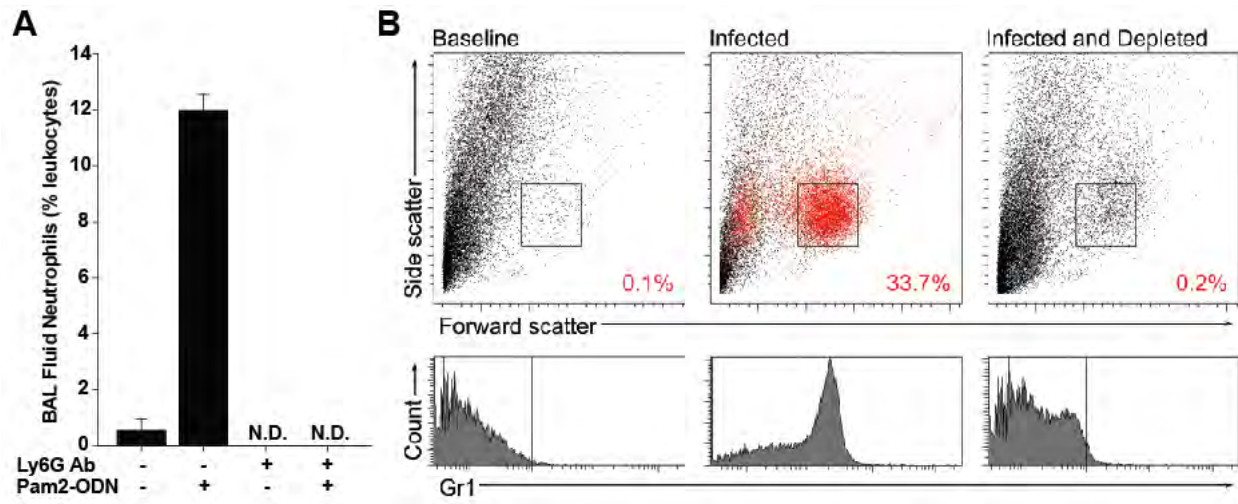 A
BAL Fluid Neutrophils (% leukocytes)
14
12
10
8
6
4
2
0
N.D. N.D.
Ly6G Ab - - + +
Pam2-ODN - + - +
B
Baseline Infected Infected and Depleted
Side scatter
0.1% 33.7% 0.2%
Forward scatter
Count
Gr1